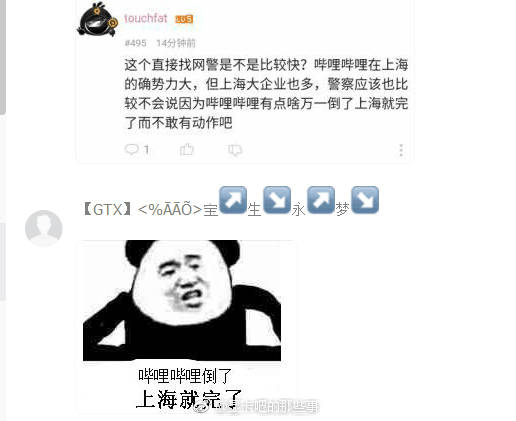 touchfat LV5
#495 14分钟前
这个直接找网警是不是比较快？哔哩哔哩在上海
的确势力大，但上海大企业也多，警察应该也比
较不会说因为哔哩哔哩有点啥万一倒了上海就完
了而不敢有动作吧
1
【GTX】<%ĀĀÕ>宝↗生↘永↗梦↘
哔哩哔哩倒了
上海就完了